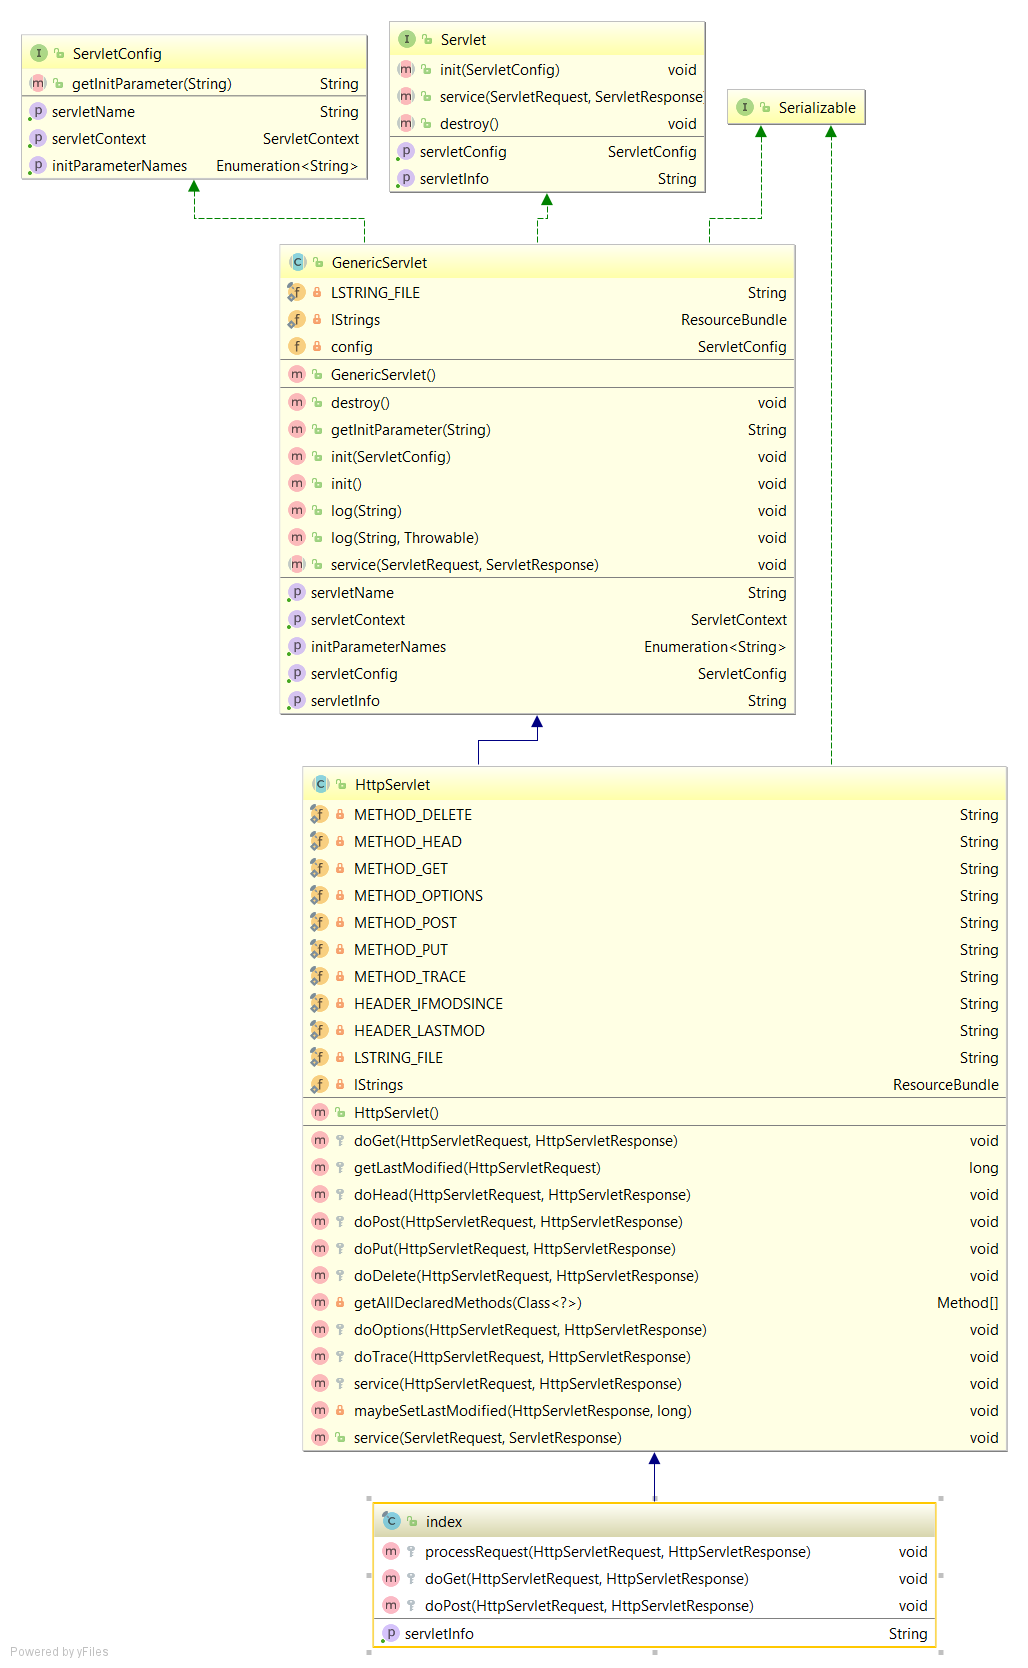 ServletConfig
getInitParameter(String) String
servletName String
servletContext ServletContext
initParameterNames Enumeration<String>
Servlet
init(ServletConfig) void
service(ServletRequest, ServletResponse
destroy() void
servletConfig ServletConfig
servletInfo String
Serializable
GenericServlet
LSTRING_FILE String
lStrings ResourceBundle
config ServletConfig
GenericServlet()
destroy() void
getInitParameter(String) String
init(ServletConfig) void
init() void
log(String) void
log(String, Throwable) void
service(ServletRequest, ServletResponse) void
servletName String
servletContext ServletContext
initParameterNames Enumeration<String>
servletConfig ServletConfig
servletInfo String
HttpServlet
METHOD_DELETE String
METHOD_HEAD String
METHOD_GET String
METHOD_OPTIONS String
METHOD_POST String
METHOD_PUT String
METHOD_TRACE String
HEADER_IFMODSINCE String
HEADER_LASTMOD String
LSTRING_FILE String
lStrings ResourceBundle
HttpServlet()
doGet(HttpServletRequest, HttpServletResponse) void
getLastModified(HttpServletRequest) long
doHead(HttpServletRequest, HttpServletResponse) void
doPost(HttpServletRequest, HttpServletResponse) void
doPut(HttpServletRequest, HttpServletResponse) void
doDelete(HttpServletRequest, HttpServletResponse) void
getAllDeclaredMethods(Class<?>) Method[]
doOptions(HttpServletRequest, HttpServletResponse) void
doTrace(HttpServletRequest, HttpServletResponse) void
service(HttpServletRequest, HttpServletResponse) void
maybeSetLastModified(HttpServletResponse, long) void
service(ServletRequest, ServletResponse) void
index
processRequest(HttpServletRequest, HttpServletResponse) void
doGet(HttpServletRequest, HttpServletResponse) void
doPost(HttpServletRequest, HttpServletResponse) void
servletInfo String
Powered by yFiles